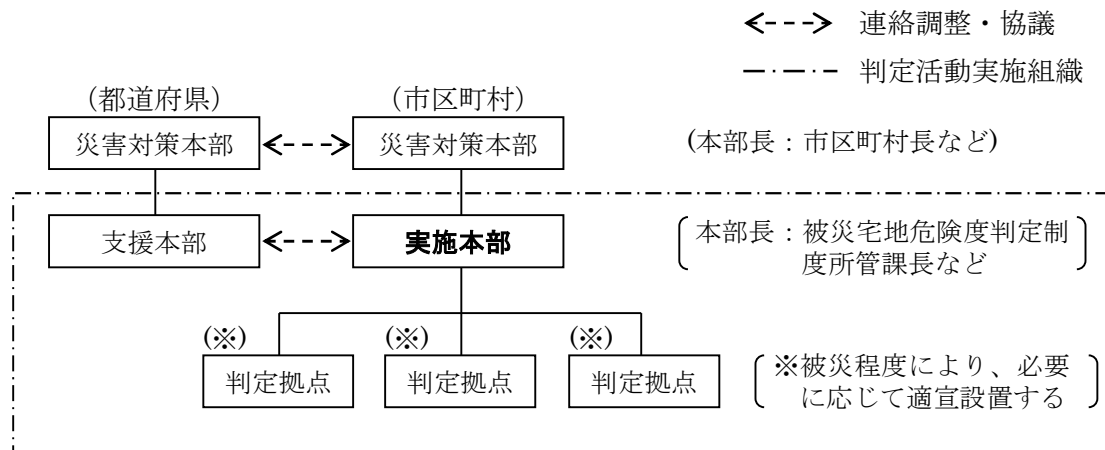 連絡調整・協議
判定活動実施組織
(都道府県)
(市区町村)
災害対策本部
災害対策本部
(本部長：市区町村長など)
支援本部
実施本部
本部長：被災宅地危険度判定制
度所管課長など
(※)
(※)
(※)
判定拠点
判定拠点
判定拠点
※被災程度により、必要
に応じて適宣設置する